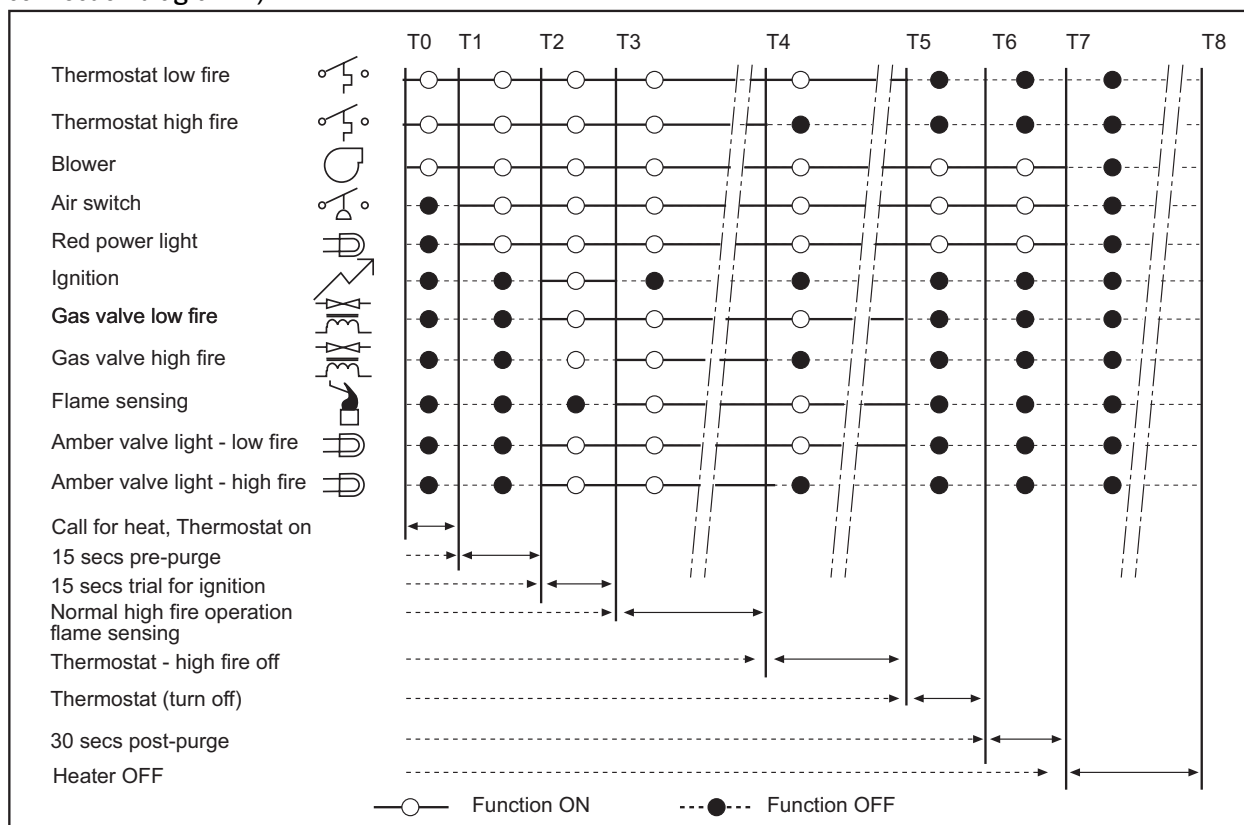 T0 T1 T2 T3 T4 T5 T6 T7 T8
Thermostat low fire
Thermostat high fire
Blower
Air switch
Red power light
Ignition
Gas valve low fire
Gas valve high fire
Flame sensing
Amber valve light - low fire
Amber valve light - high fire
Call for heat, Thermostat on
15 secs pre-purge
15 secs trial for ignition
Normal high fire operation
flame sensing
Thermostat - high fire off
Thermostat (turn off)
30 secs post-purge
Heater OFF
Function ON Function OFF